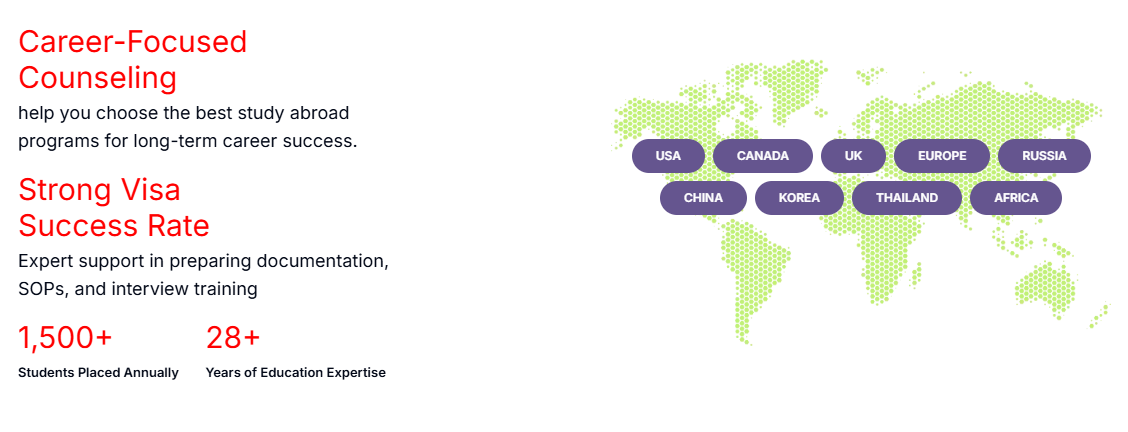 Career-Focused
Counseling
help you choose the best study abroad
programs for long-term career success.
Strong Visa
Success Rate
Expert support in preparing documentation,
SOPs, and interview training
1,500+ 28+
Students Placed Annually Years of Education Expertise
USA CANADA UK EUROPE RUSSIA
CHINA KOREA THAILAND AFRICA